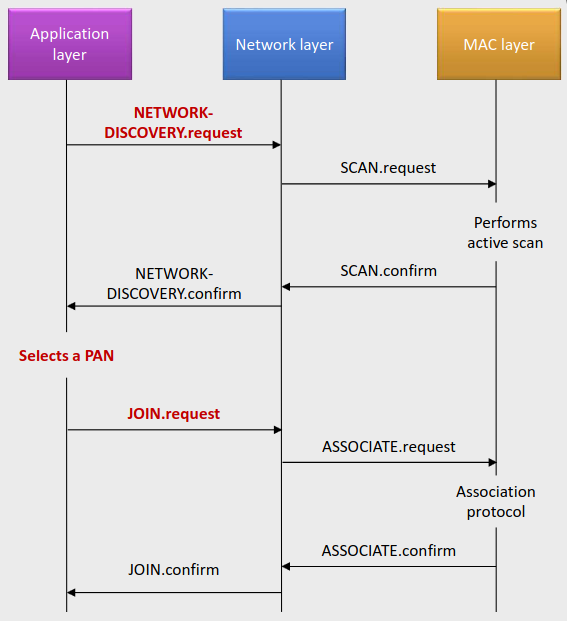 Application
layer
Network layer
MAC layer
NETWORK-
DISCOVERY.request
SCAN.request
Performs
active scan
SCAN.confirm
NETWORK-
DISCOVERY.confirm
Selects a PAN
JOIN.request
ASSOCIATE.request
Association
protocol
ASSOCIATE.confirm
JOIN.confirm